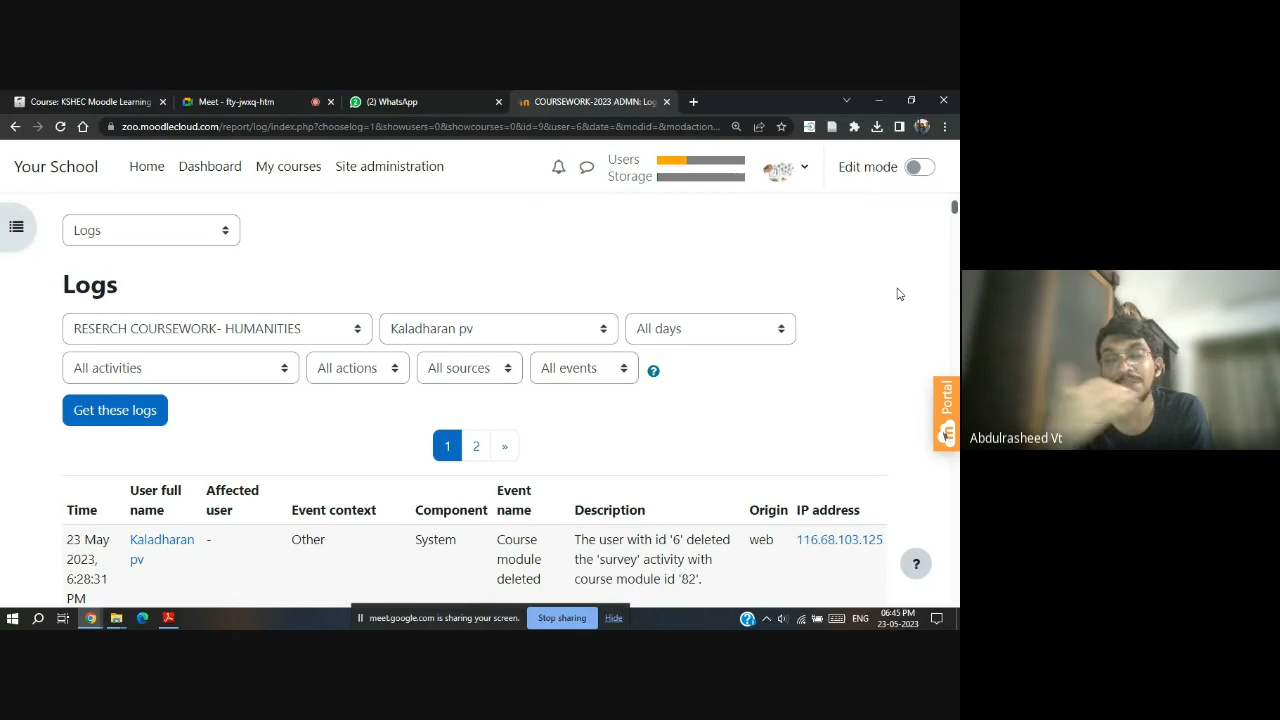 Course: KSHEC Moodle Learning
Meet - fty-jwxq-htm
(2) WhatsApp
COURSEWORK-2023 ADMN: Log
zoo.moodlecloud.com/report/log/index.php?chooselog=1&showusers=0&showcourses=0&id=9&user=6&date=&modid=&modaction...
Your School
Home
Dashboard
My courses
Site administration
Users
Storage
Edit mode
Logs
Logs
RESERCH COURSEWORK- HUMANITIES
Kaladharan pv
All days
All activities
All actions
All sources
All events
?
Get these logs
1 2 »
Portal
Time
User full name
Affected user
Event context
Component
Event name
Description
Origin
IP address
23 May 2023, 6:28:31 PM
Kaladharan pv
-
Other
System
Course module deleted
The user with id '6' deleted the 'survey' activity with course module id '82'.
web
116.68.103.125
?
meet.google.com is sharing your screen.
Stop sharing
Hide
ENG
06:45 PM
23-05-2023
Abdulrasheed Vt